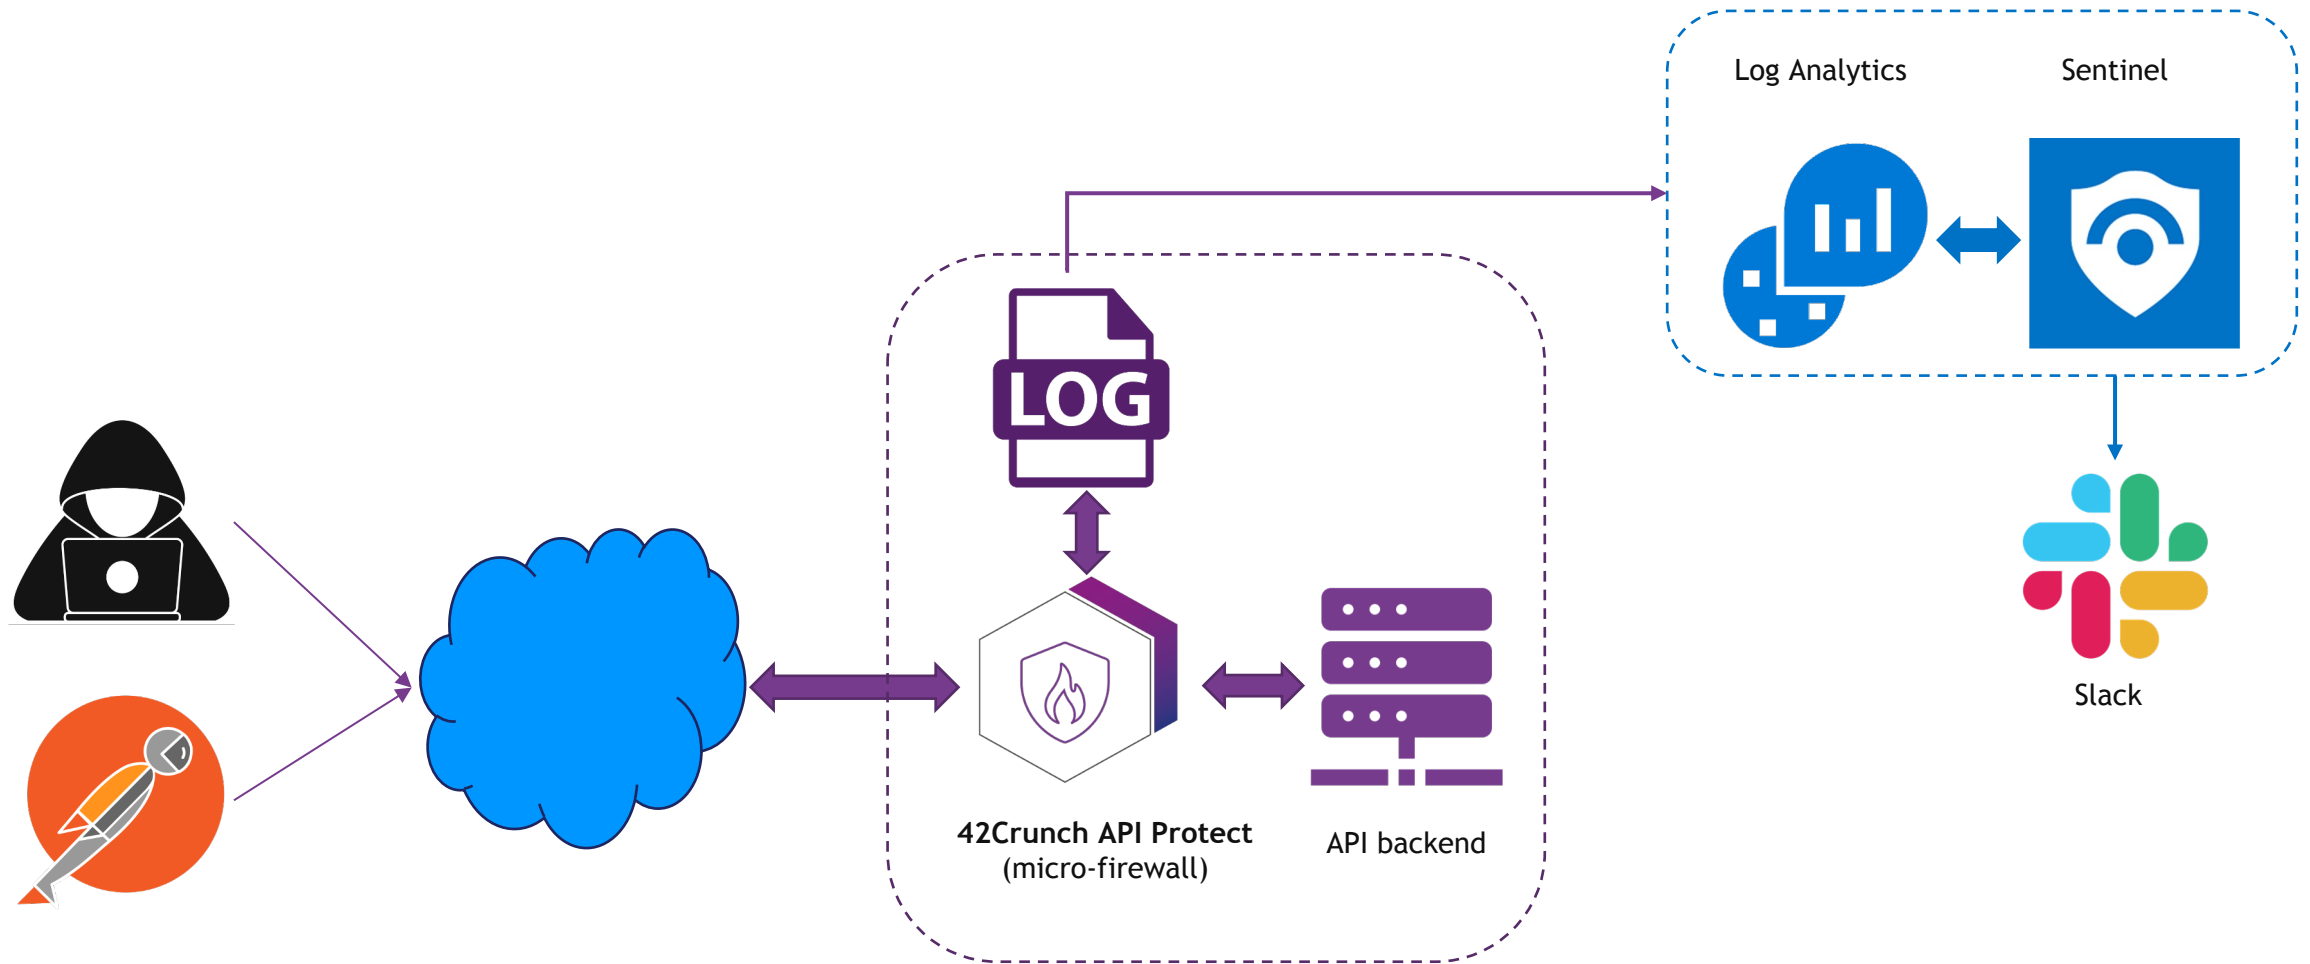 Log Analytics
Sentinel
LOG
42Crunch API Protect
(micro-firewall)
API backend
Slack